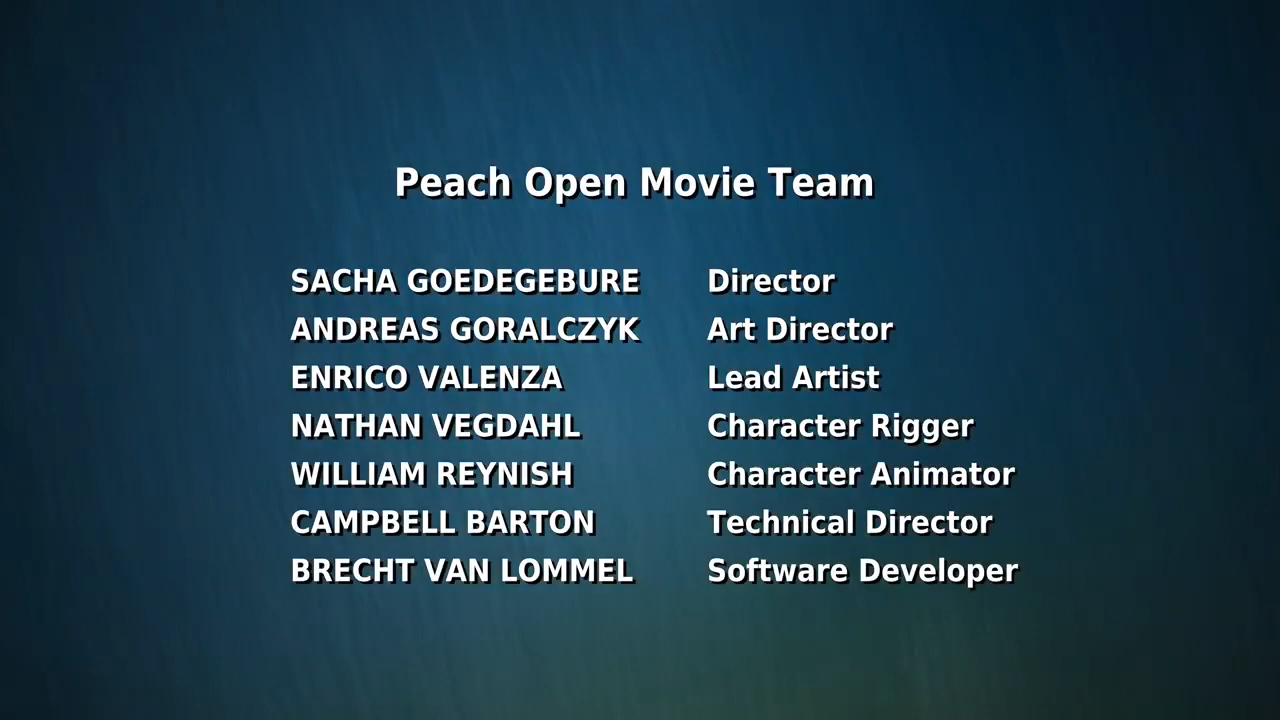 Peach Open Movie Team
SACHA GOEDEGEBURE Director
ANDREAS GORALCZYK Art Director
ENRICO VALENZA Lead Artist
NATHAN VEGDAHL Character Rigger
WILLIAM REYNISH Character Animator
CAMPBELL BARTON Technical Director
BRECHT VAN LOMMEL Software Developer